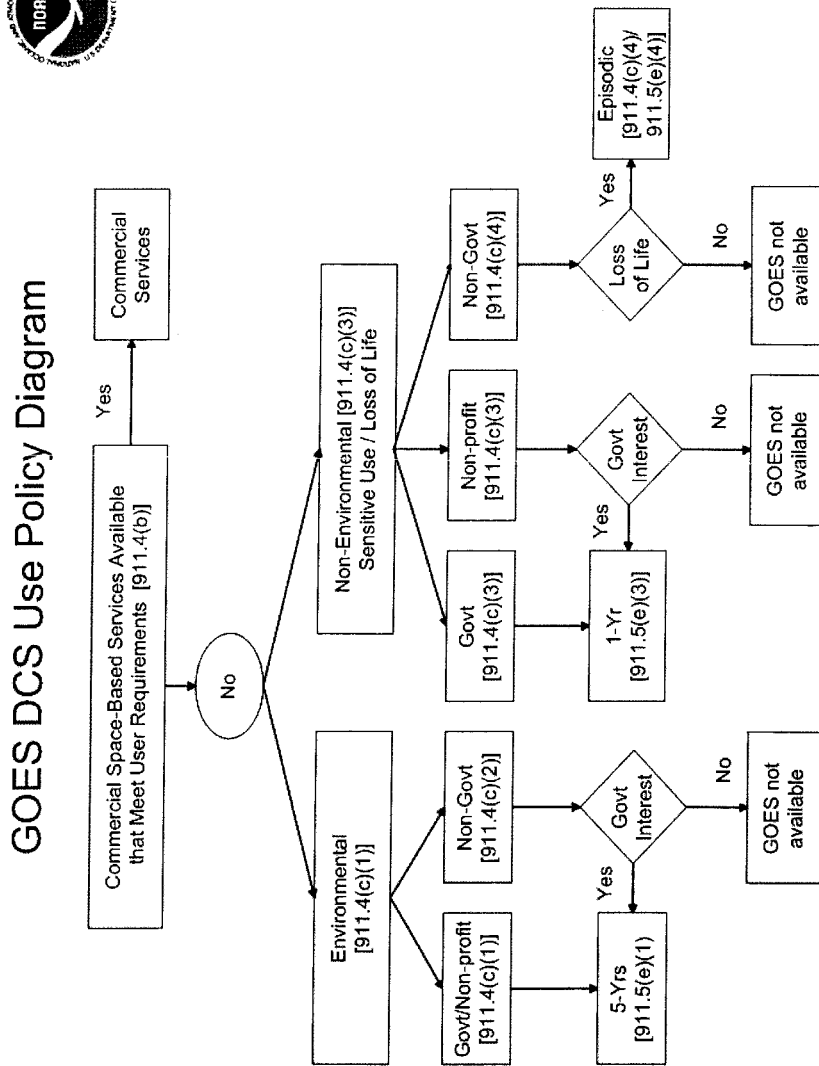 GOES DCS Use Policy Diagram
Commercial Space-Based Services Available
that Meet User Requirements [911.4(b)]
Yes
Commercial
Services
No
Environmental
[911.4(c)(1)]
Non-Environmental [911.4(c)(3)]
Sensitive Use / Loss of Life
Govt/Non-profit
[911.4(c)(1)]
Non-Govt
[911.4(c)(2)]
Govt
[911.4(c)(3)]
Non-profit
[911.4(c)(3)]
Non-Govt
[911.4(c)(4)]
5-Yrs
[911.5(e)(1)
Yes
Govt
Interest
No
GOES not
available
1-Yr
[911.5(e)(3)]
Yes
Govt
Interest
No
GOES not
available
Loss
of Life
Yes
Episodic
[911.4(c)(4)/
911.5(e)(4)]
No
GOES not
available